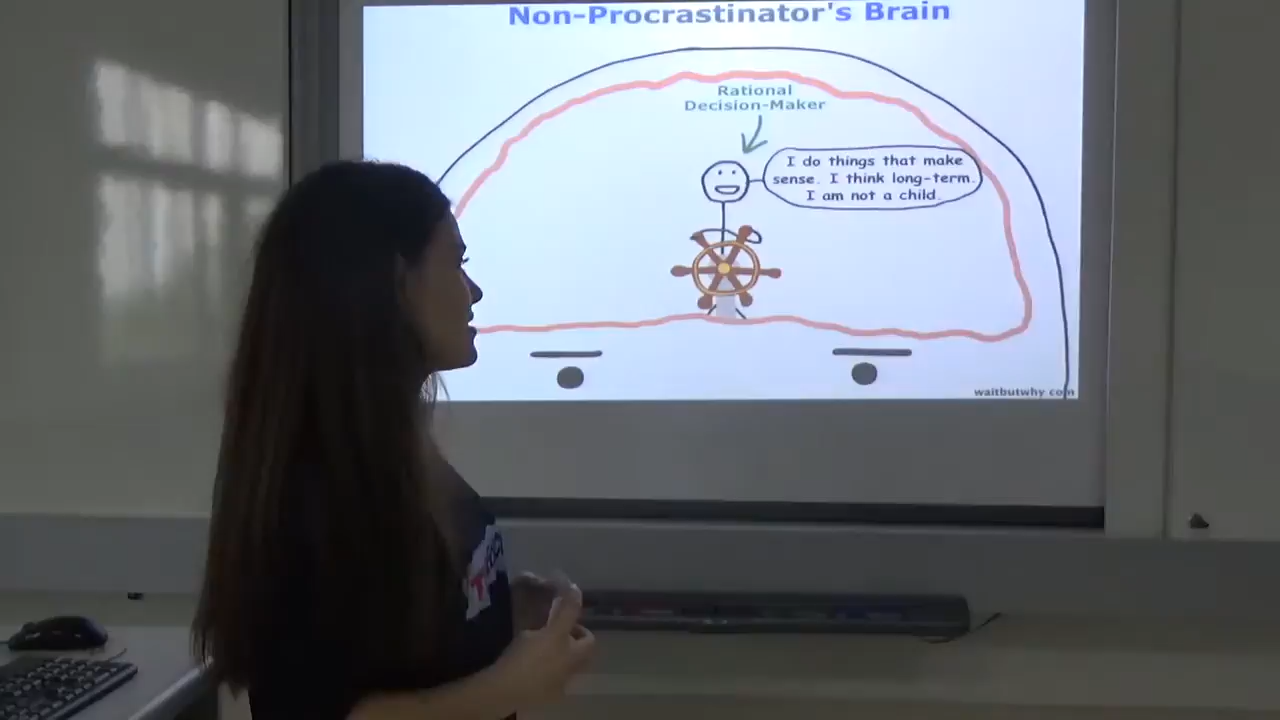 Non-Procrastinator's Brain
Rational
Decision-Maker
I do things that make
sense. I think long-term.
I am not a child.
waitbutwhy.com